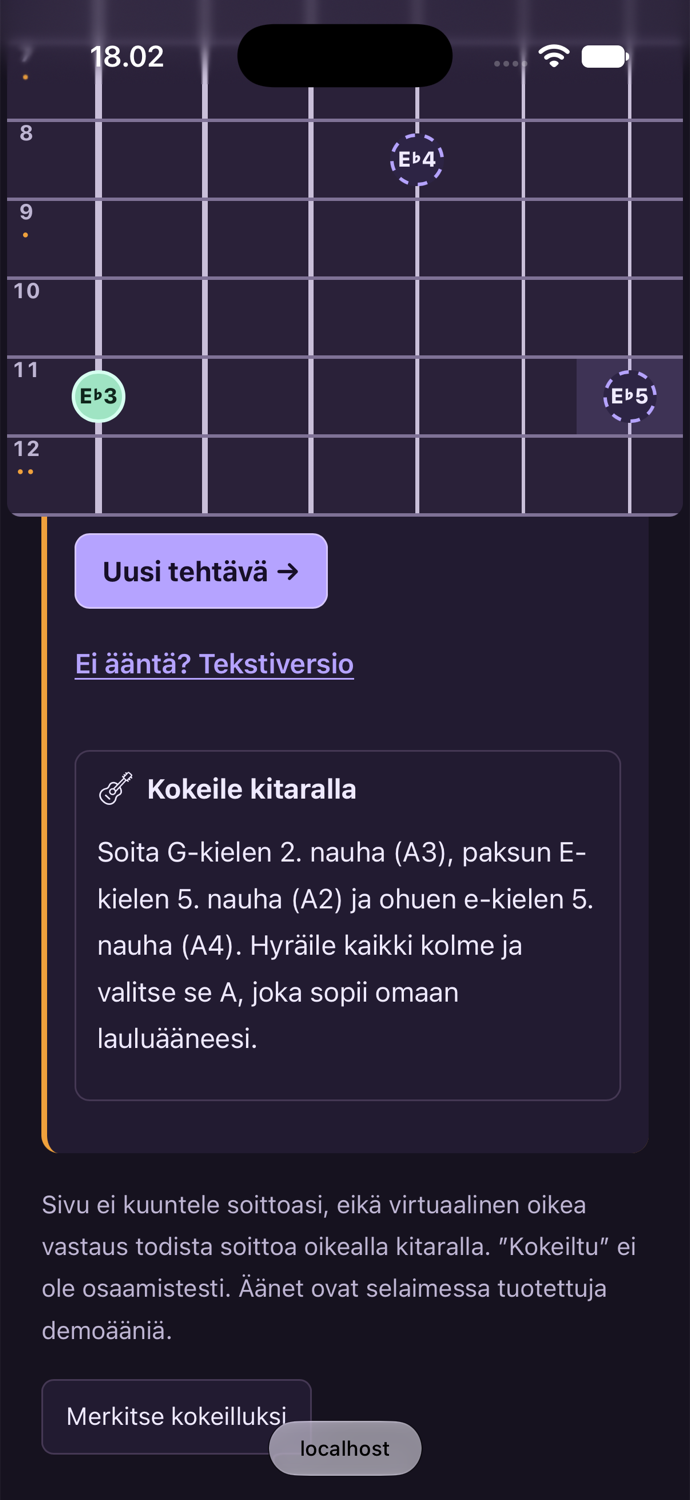 18.02
7
8
E♭4
9
10
11
E♭3
E♭5
12
Uusi tehtävä →
Ei ääntä? Tekstiversio
Kokeile kitaralla
Soita G-kielen 2. nauha (A3), paksun E-
kielen 5. nauha (A2) ja ohuen e-kielen 5.
nauha (A4). Hyräile kaikki kolme ja
valitse se A, joka sopii omaan
lauluääneesi.
Sivu ei kuuntele soittoasi, eikä virtuaalinen oikea
vastaus todista soittoa oikealla kitaralla. ”Kokeiltu” ei
ole osaamistesti. Äänet ovat selaimessa tuotettuja
demoääniä.
Merkitse kokeilluksi
localhost